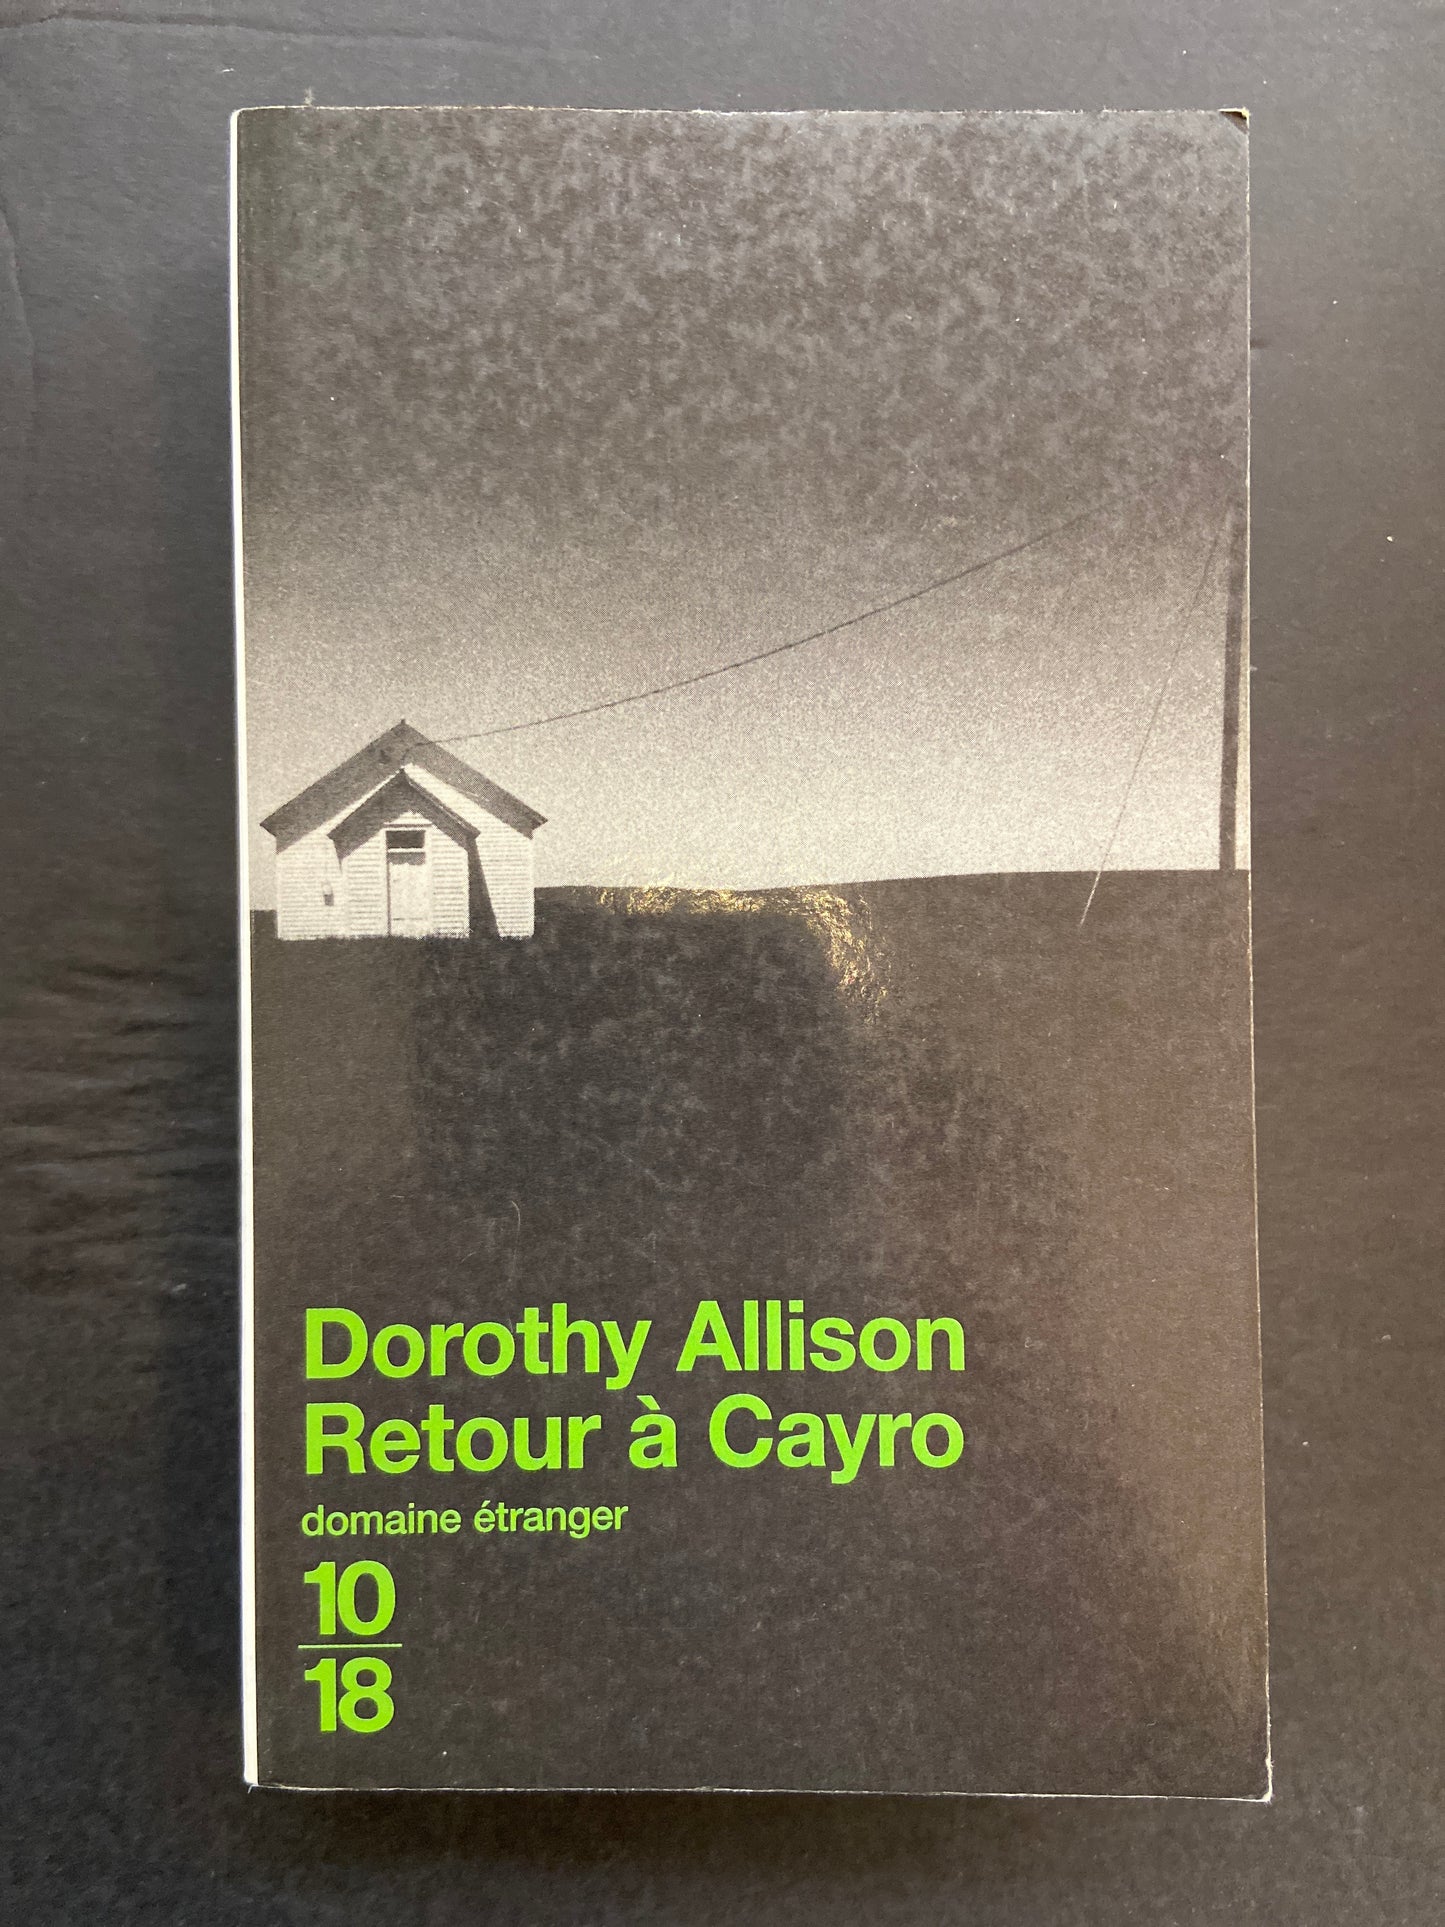 Dorothy Allison
Retour à Cayro
domaine étranger
10
18